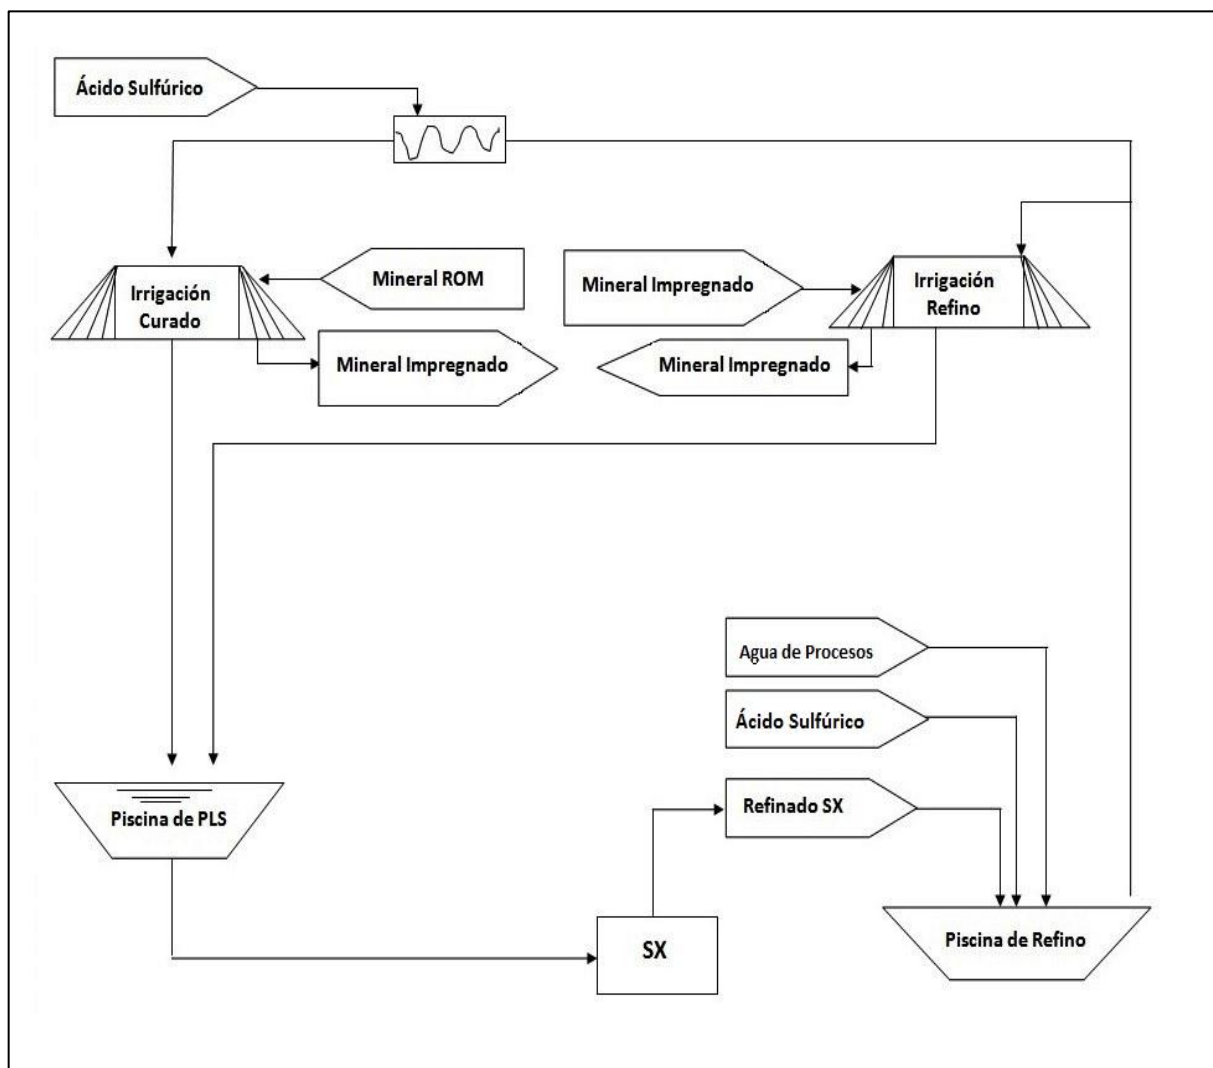 Ácido Sulfúrico
Irrigación
Curado
Mineral ROM
Mineral Impregnado
Mineral Impregnado
Mineral Impregnado
Irrigación
Refino
Agua de Procesos
Ácido Sulfúrico
Refinado SX
Piscina de PLS
SX
Piscina de Refino